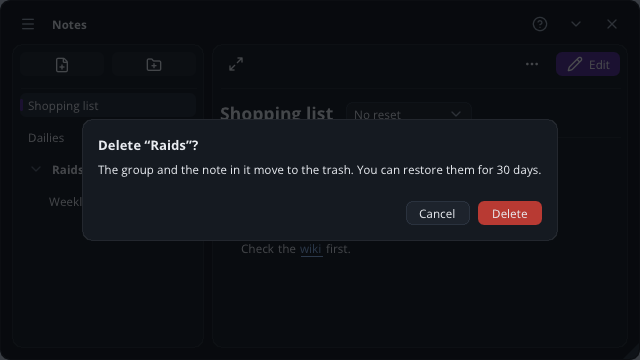 Notes
Edit
Shopping list
Shopping list
No reset
Dailies
Raids
Delete “Raids”?
The group and the note in it move to the trash. You can restore them for 30 days.
Cancel
Delete
Check the wiki first.